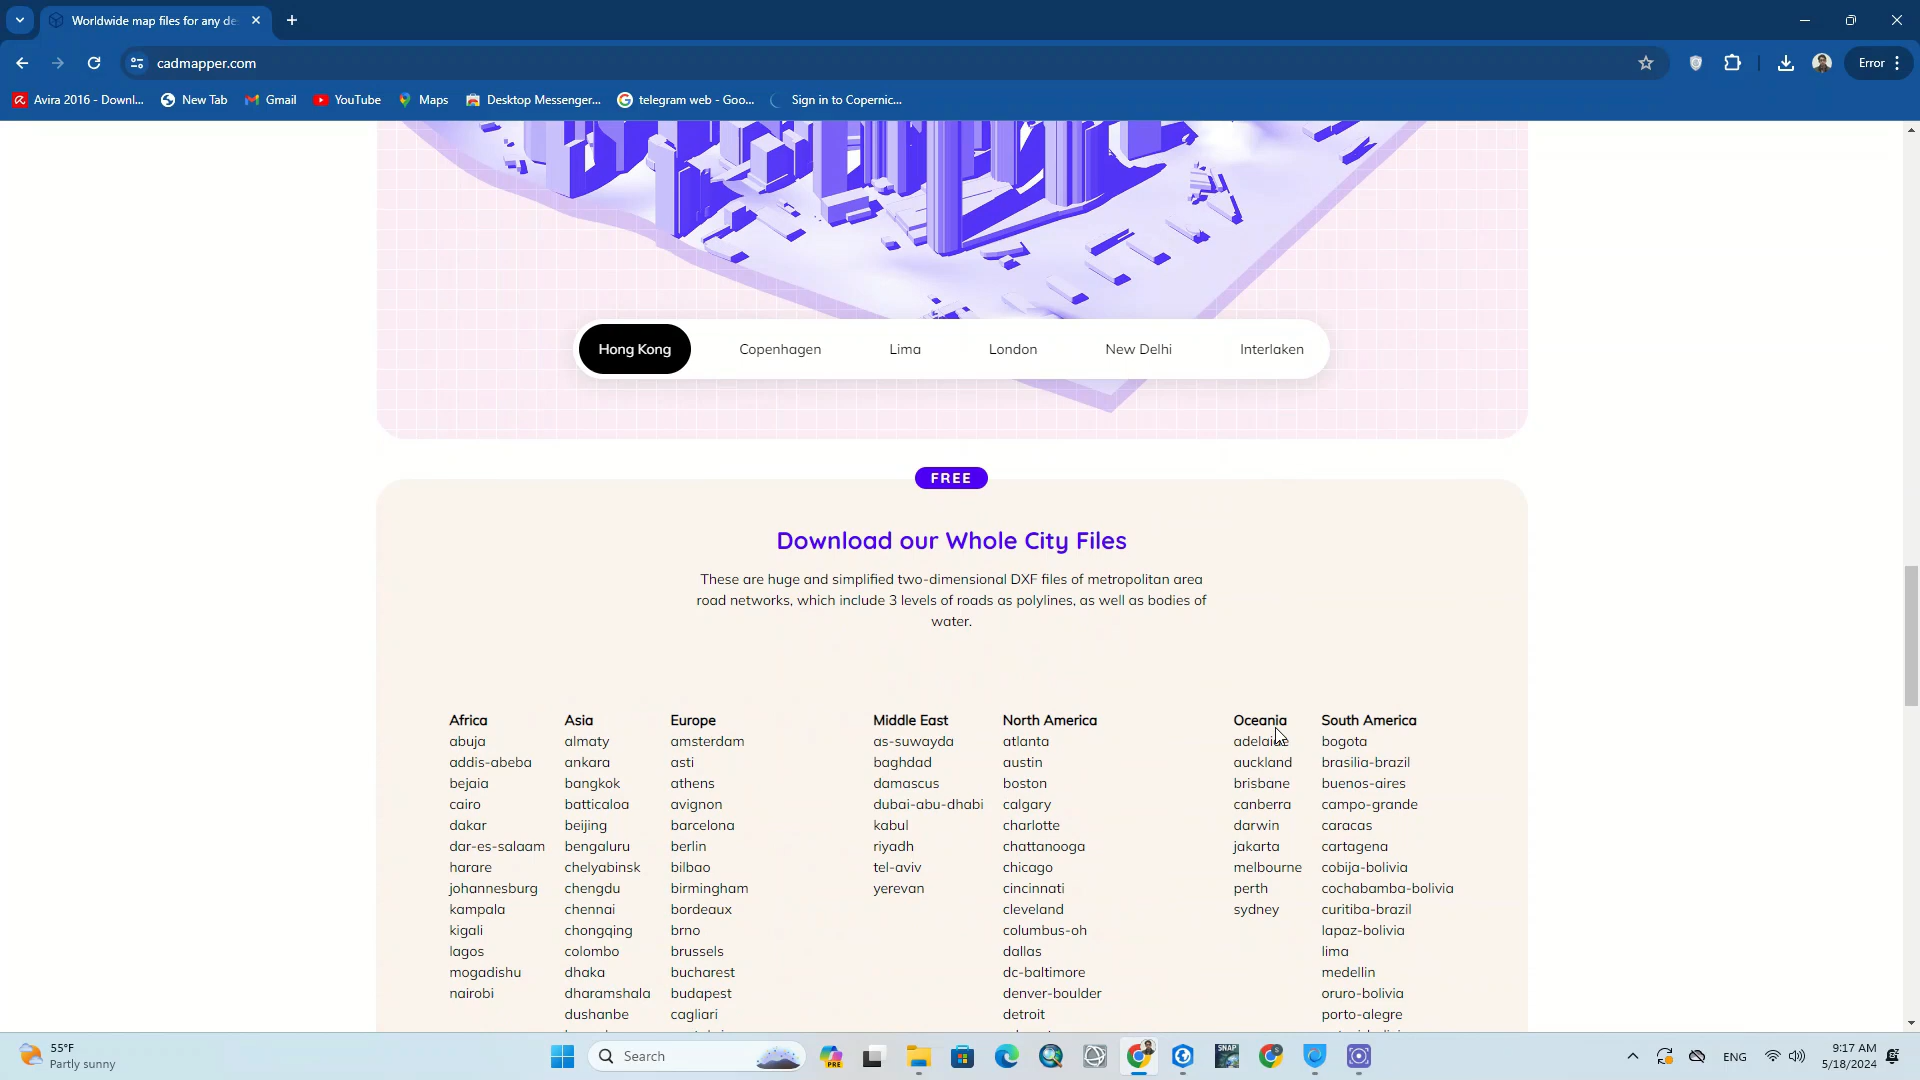 Worldwide map files for any de
cadmapper.com
Error
Avira 2016 - Downl...
New Tab
Gmail
YouTube
Maps
Desktop Messenger...
telegram web - Goo...
Sign in to Copernic...
Hong Kong
Copenhagen
Lima
London
New Delhi
Interlaken
FREE
Download our Whole City Files
These are huge and simplified two-dimensional DXF files of metropolitan area
road networks, which include 3 levels of roads as polylines, as well as bodies of
water.
Africa
abuja
addis-abeba
bejaia
cairo
dakar
dar-es-salaam
harare
johannesburg
kampala
kigali
lagos
mogadishu
nairobi
Asia
almaty
ankara
bangkok
batticaloa
beijing
bengaluru
chelyabinsk
chengdu
chennai
chongqing
colombo
dhaka
dharamshala
dushanbe
Europe
amsterdam
asti
athens
avignon
barcelona
berlin
bilbao
birmingham
bordeaux
brno
brussels
bucharest
budapest
cagliari
Middle East
as-suwayda
baghdad
damascus
dubai-abu-dhabi
kabul
riyadh
tel-aviv
yerevan
North America
atlanta
austin
boston
calgary
charlotte
chattanooga
chicago
cincinnati
cleveland
columbus-oh
dallas
dc-baltimore
denver-boulder
detroit
Oceania
adelaide
auckland
brisbane
canberra
darwin
jakarta
melbourne
perth
sydney
South America
bogota
brasilia-brazil
buenos-aires
campo-grande
caracas
cartagena
cobija-bolivia
cochabamba-bolivia
curitiba-brazil
lapaz-bolivia
lima
medellin
oruro-bolivia
porto-alegre
55°F
Partly sunny
Search
PRE
SNAP
ENG
9:17 AM
5/18/2024